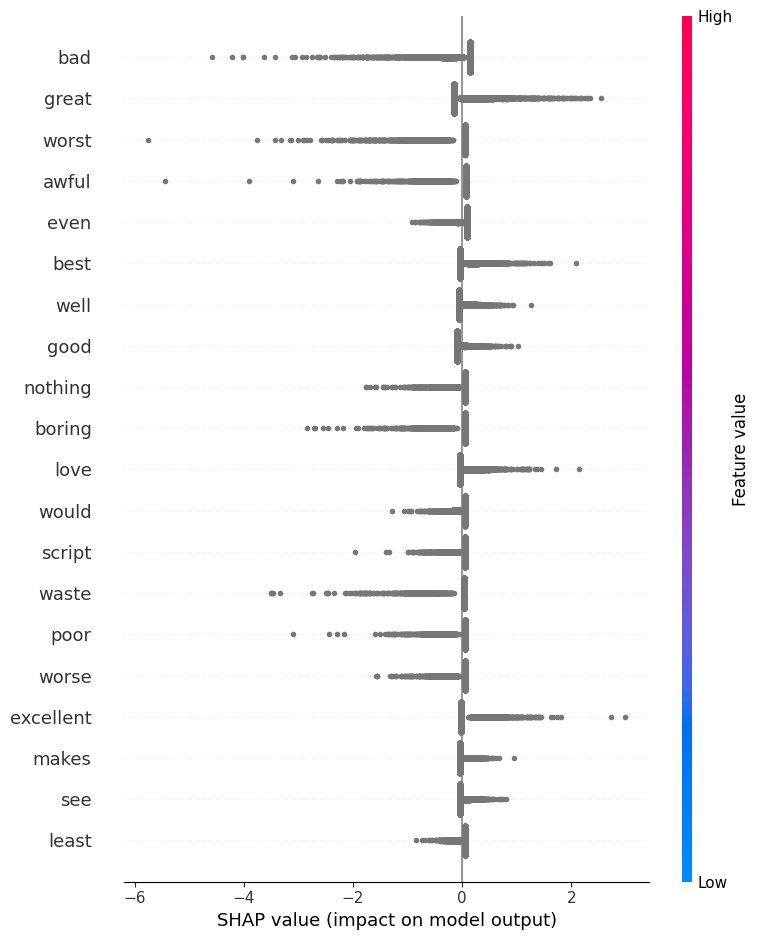 High
bad
great
worst
awful
even
best
well
good
nothing
boring
love
would
script
waste
poor
worse
excellent
makes
see
least
Feature value
Low
−6 −4 −2 0 2
SHAP value (impact on model output)